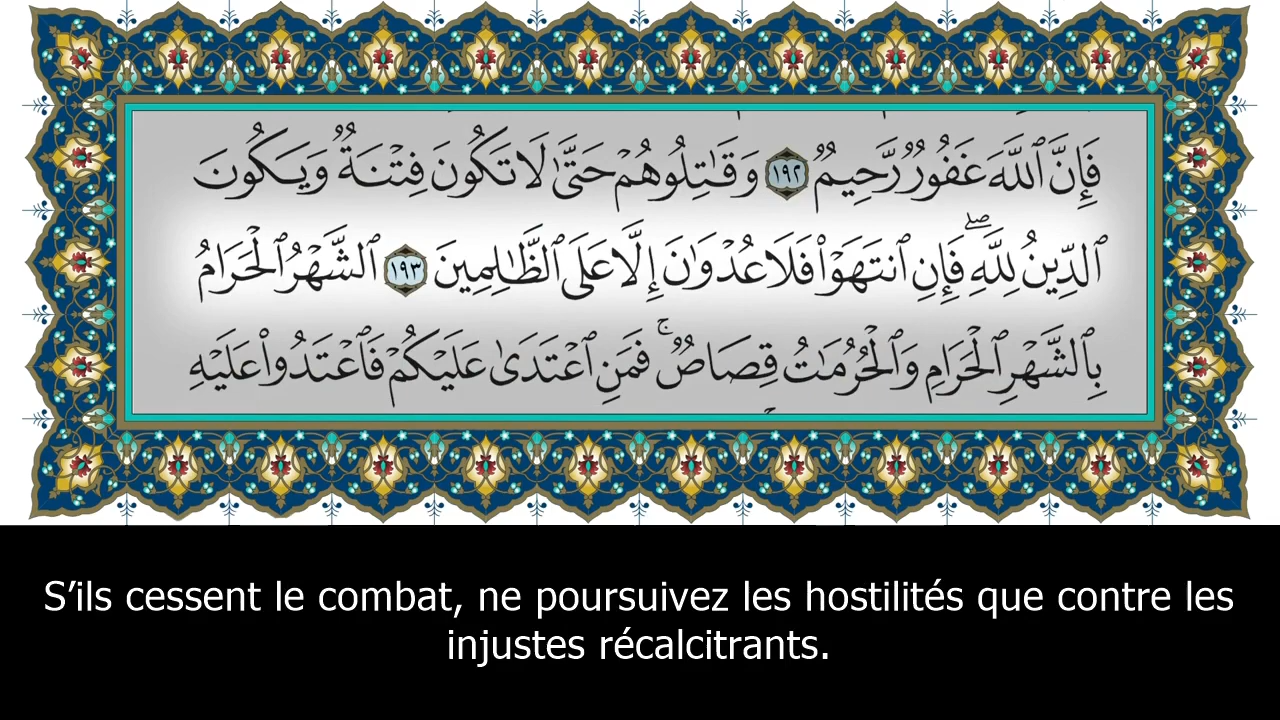 فَإِنَّ ٱللَّهَ غَفُورٌ رَّحِيمٌ ١٩٢ وَقَٰتِلُوهُمْ حَتَّىٰ لَا تَكُونَ فِتْنَةٌ وَيَكُونَ
ٱلدِّينُ لِلَّهِ ۖ فَإِنِ ٱنتَهَوْا۟ فَلَا عُدْوَٰنَ إِلَّا عَلَى ٱلظَّٰلِمِينَ ١٩٣ ٱلشَّهْرُ ٱلْحَرَامُ
بِٱلشَّهْرِ ٱلْحَرَامِ وَٱلْحُرُمَٰتُ قِصَاصٌ ۚ فَمَنِ ٱعْتَدَىٰ عَلَيْكُمْ فَٱعْتَدُوا۟ عَلَيْهِ
S’ils cessent le combat, ne poursuivez les hostilités que contre les
injustes récalcitrants.